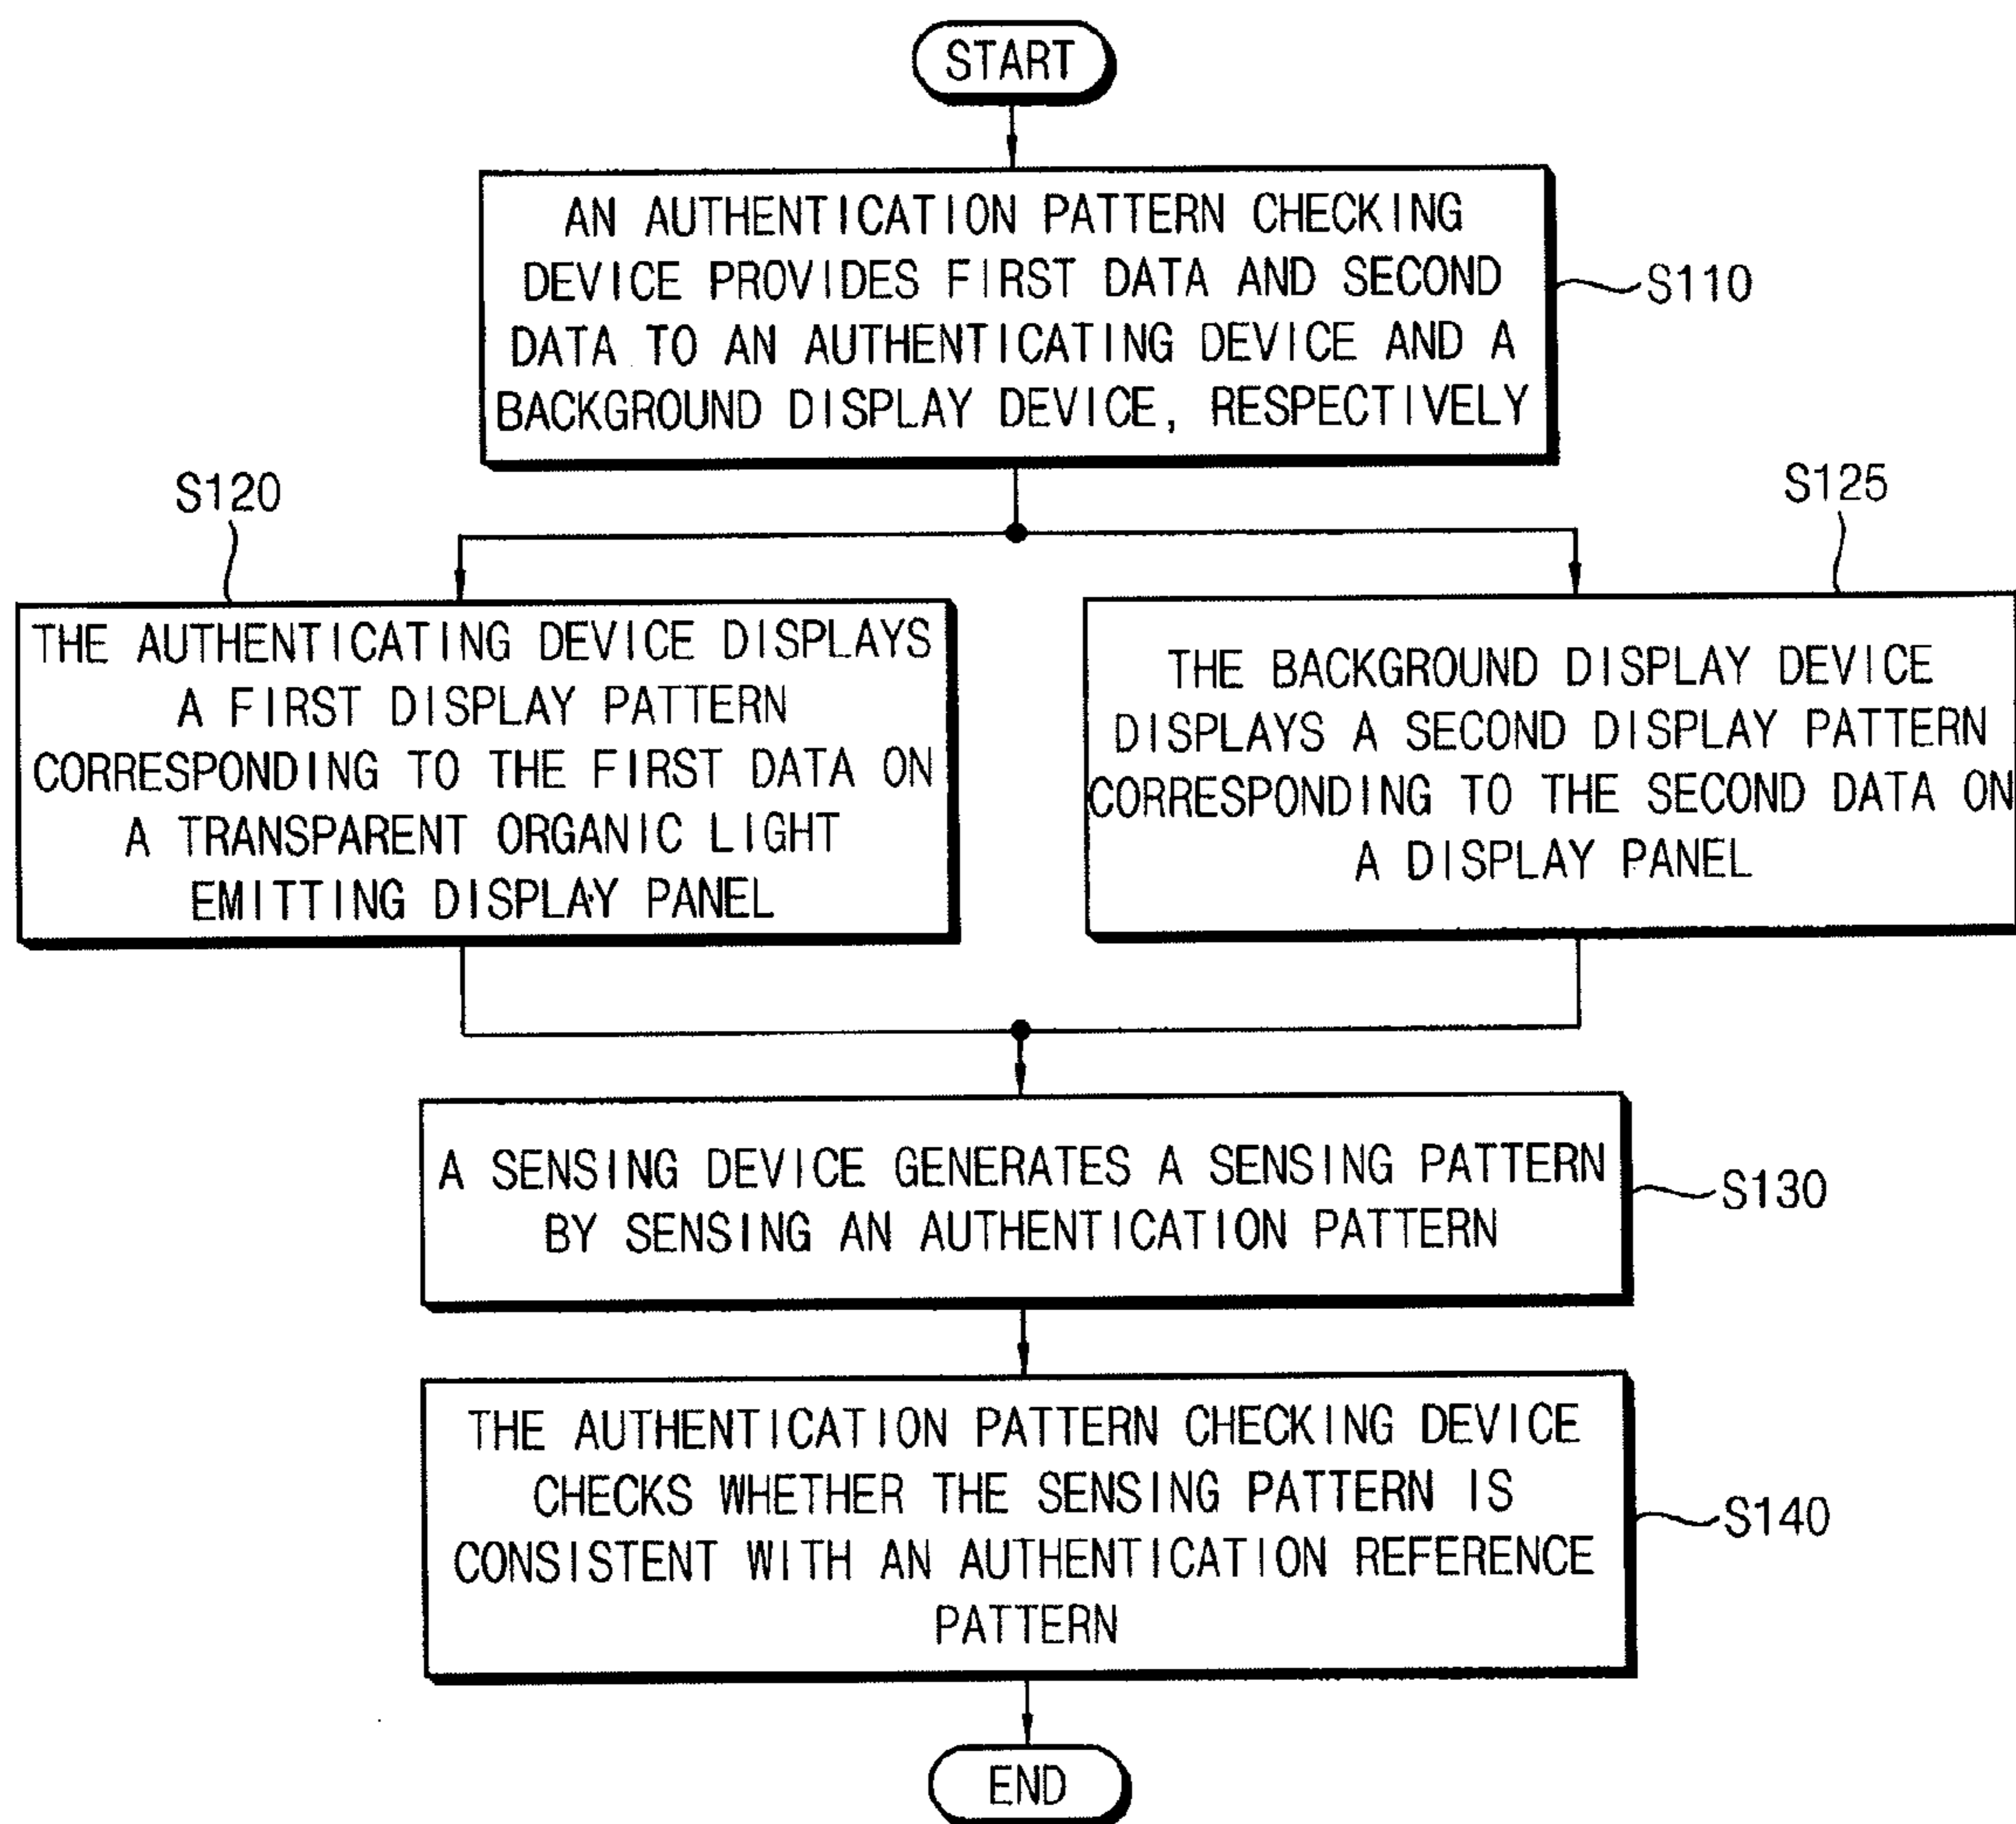 START
AN AUTHENTICATION PATTERN CHECKING
DEVICE PROVIDES FIRST DATA AND SECOND
DATA TO AN AUTHENTICATING DEVICE AND A
BACKGROUND DISPLAY DEVICE, RESPECTIVELY
S110
S120
THE AUTHENTICATING DEVICE DISPLAYS
A FIRST DISPLAY PATTERN
CORRESPONDING TO THE FIRST DATA ON
A TRANSPARENT ORGANIC LIGHT
EMITTING DISPLAY PANEL
S125
THE BACKGROUND DISPLAY DEVICE
DISPLAYS A SECOND DISPLAY PATTERN
CORRESPONDING TO THE SECOND DATA ON
A DISPLAY PANEL
A SENSING DEVICE GENERATES A SENSING PATTERN
BY SENSING AN AUTHENTICATION PATTERN
S130
THE AUTHENTICATION PATTERN CHECKING DEVICE
CHECKS WHETHER THE SENSING PATTERN IS
CONSISTENT WITH AN AUTHENTICATION REFERENCE
PATTERN
S140
END